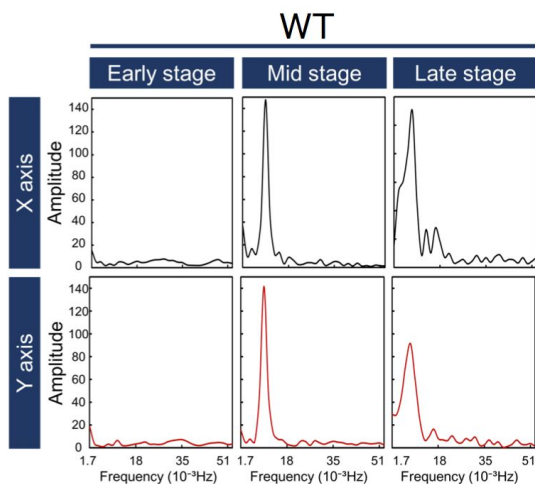 WT
Early stage Mid stage Late stage
X axis
Amplitude
140
120
100
80
60
40
20
0
Y axis
Amplitude
140
120
100
80
60
40
20
0
1.7 18 35 51 1.7 18 35 51 1.7 18 35 51
Frequency (10⁻³Hz) Frequency (10⁻³Hz) Frequency (10⁻³Hz)